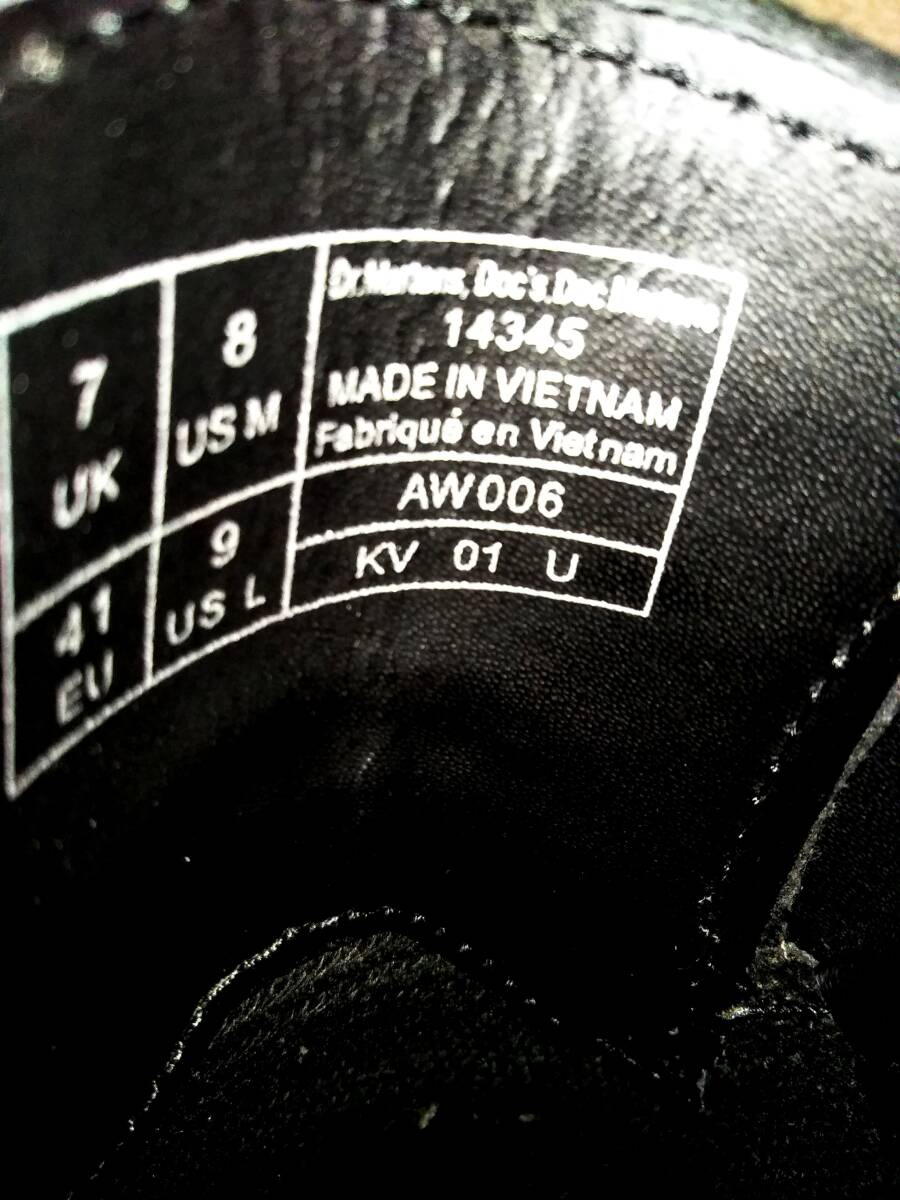 7
UK
8
US M
41
EU
9
US L
Dr.Martens, Doc's.Doc Martens
14345
MADE IN VIETNAM
Fabriqué en Vietnam
AW006
KV 01 U